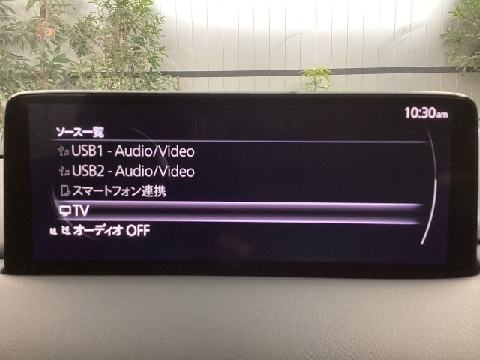 10:30am
ソース一覧
USB1 - Audio/Video
USB2 - Audio/Video
スマートフォン連携
TV
オーディオ OFF